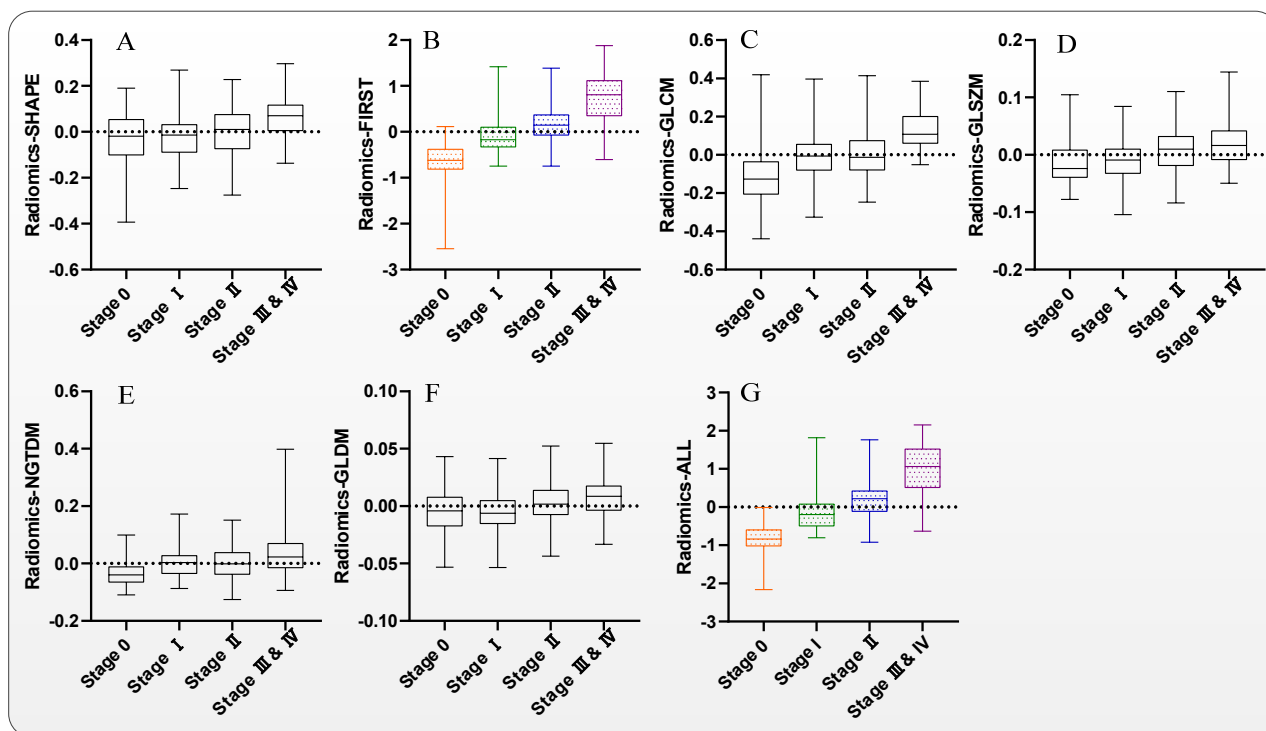 A
Radiomics-SHAPE
0.4
0.2
0.0
-0.2
-0.4
-0.6
Stage 0
Stage Ⅰ
Stage Ⅱ
Stage Ⅲ & Ⅳ
B
Radiomics-FIRST
2
1
0
-1
-2
-3
Stage 0
Stage Ⅰ
Stage Ⅱ
Stage Ⅲ & Ⅳ
C
Radiomics-GLCM
0.6
0.4
0.2
0.0
-0.2
-0.4
-0.6
Stage 0
Stage Ⅰ
Stage Ⅱ
Stage Ⅲ & Ⅳ
D
Radiomics-GLSZM
0.2
0.1
0.0
-0.1
-0.2
Stage 0
Stage Ⅰ
Stage Ⅱ
Stage Ⅲ & Ⅳ
E
Radiomics-NGTDM
0.6
0.4
0.2
0.0
-0.2
Stage 0
Stage Ⅰ
Stage Ⅱ
Stage Ⅲ & Ⅳ
F
Radiomics-GLDM
0.10
0.05
0.00
-0.05
-0.10
Stage 0
Stage Ⅰ
Stage Ⅱ
Stage Ⅲ & Ⅳ
G
Radiomics-ALL
3
2
1
0
-1
-2
-3
Stage 0
Stage I
Stage Ⅱ
Stage Ⅲ & Ⅳ